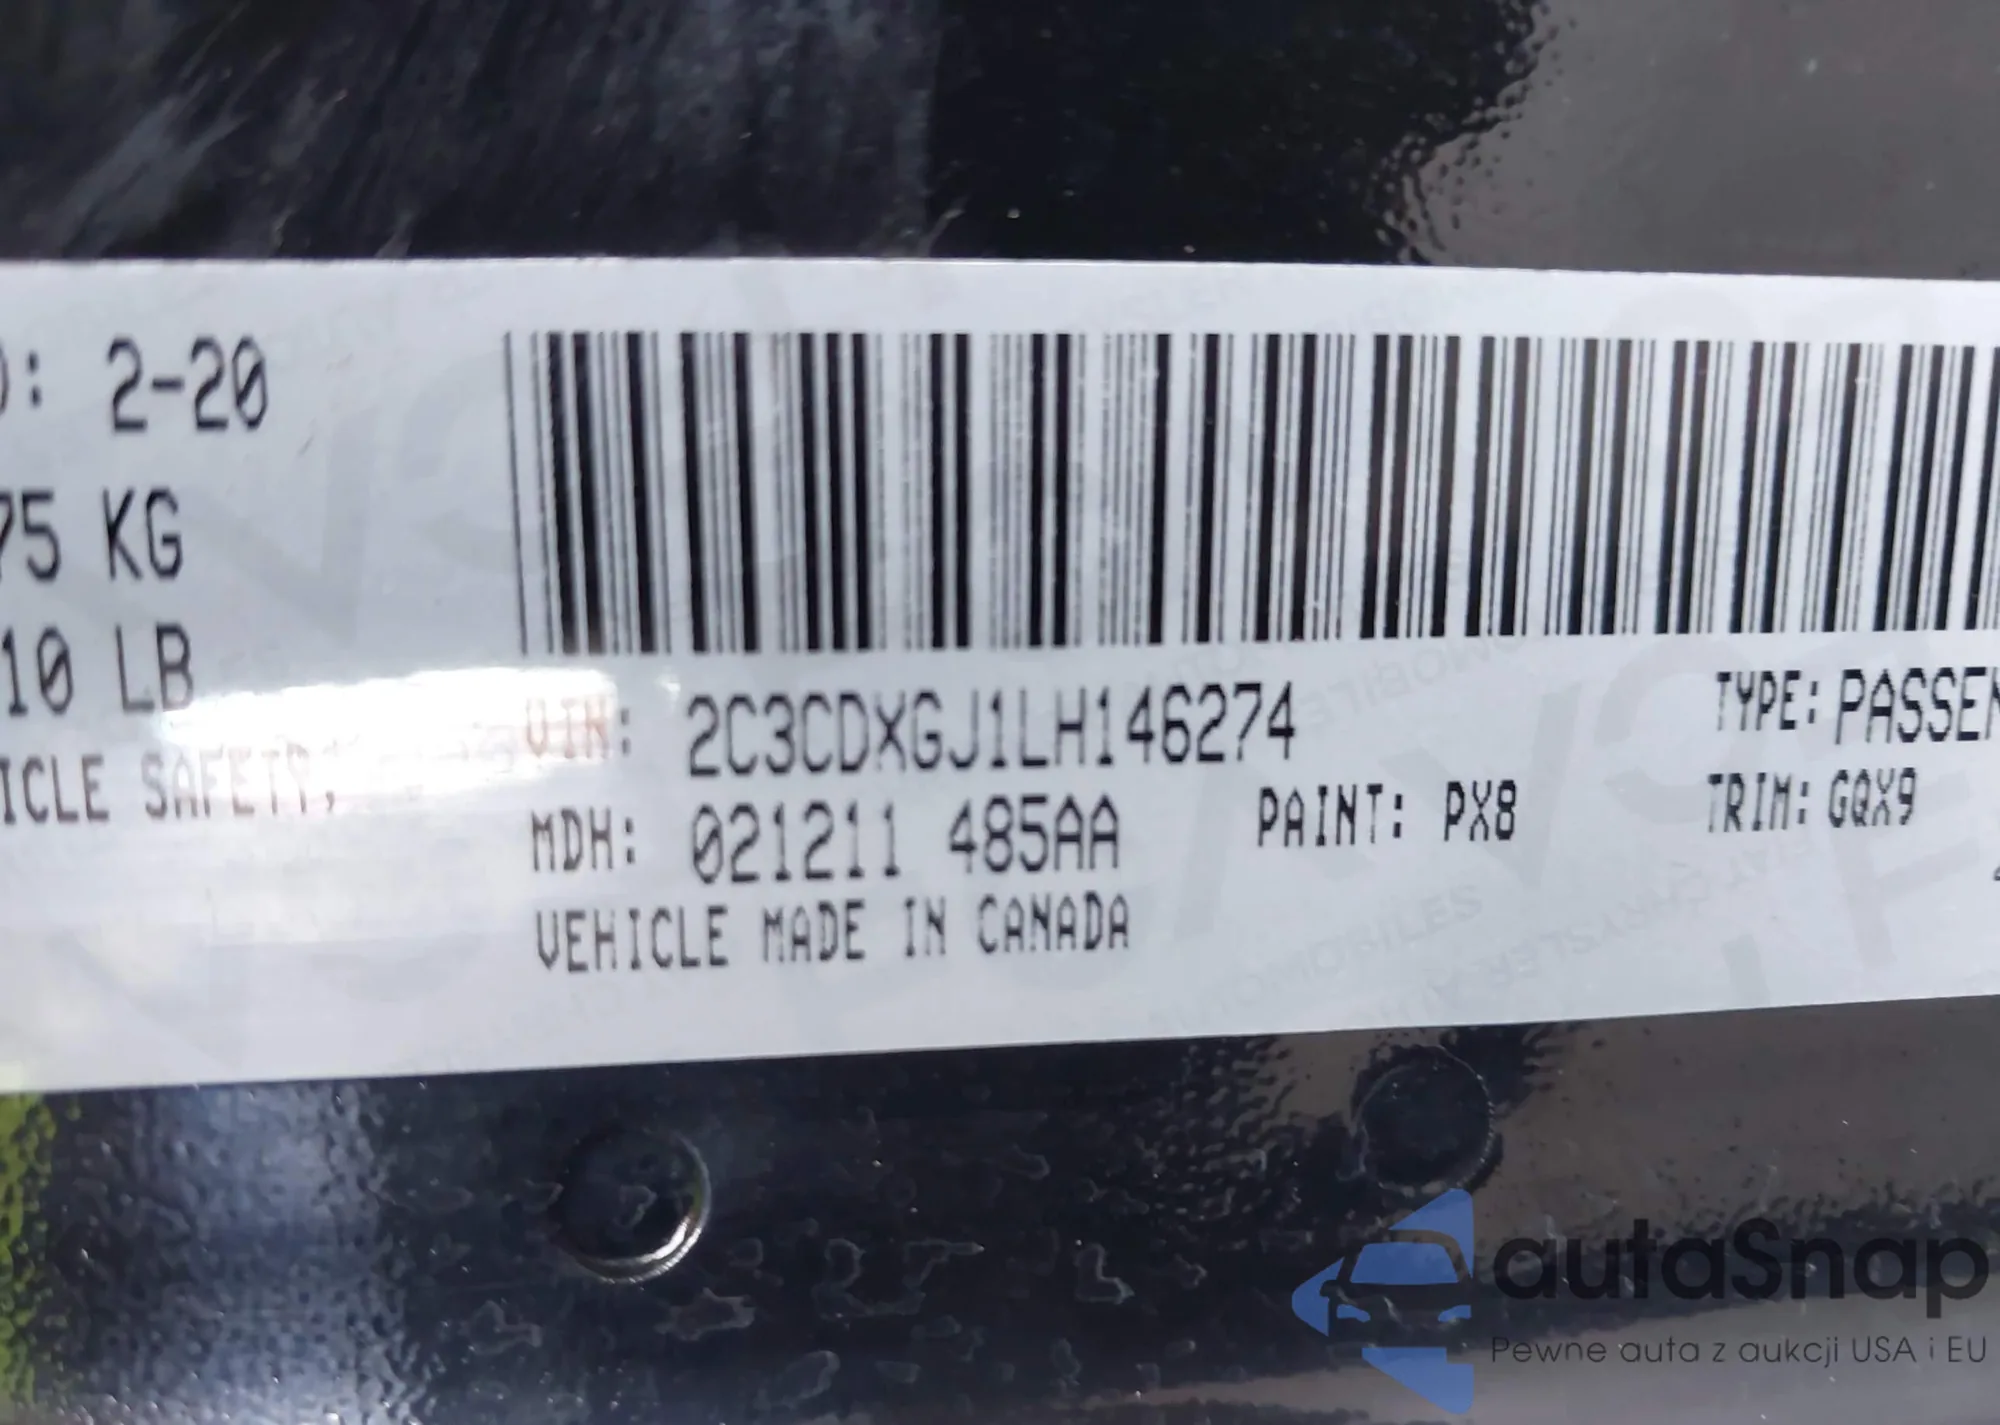 ): 2-20
75 KG
10 LB
ICLE SAFETY,
VIN: 2C3CDXGJ1LH146274
TYPE: PASSEN
MDH: 021211 485AA
PAINT: PX8
TRIM: GQX9
VEHICLE MADE IN CANADA
autaSnap
Pewne auta z aukcji USA i EU